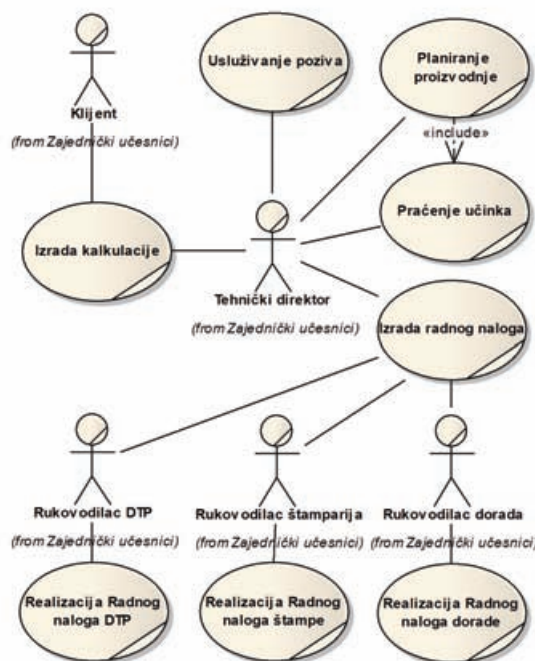 Klijent
(from Zajednički učesnici)
Usluživanje poziva
Planiranje
proizvodnje
«include»
Praćenje učinka
Izrada kalkulacije
Tehnički direktor
(from Zajednički učesnici)
Izrada radnog naloga
Rukovodilac DTP
(from Zajednički učesnici)
Rukovodilac štamparija
(from Zajednički učesnici)
Rukovodilac dorada
(from Zajednički učesnici)
Realizacija Radnog
naloga DTP
Realizacija Radnog
naloga štampe
Realizacija Radnog
naloga dorade